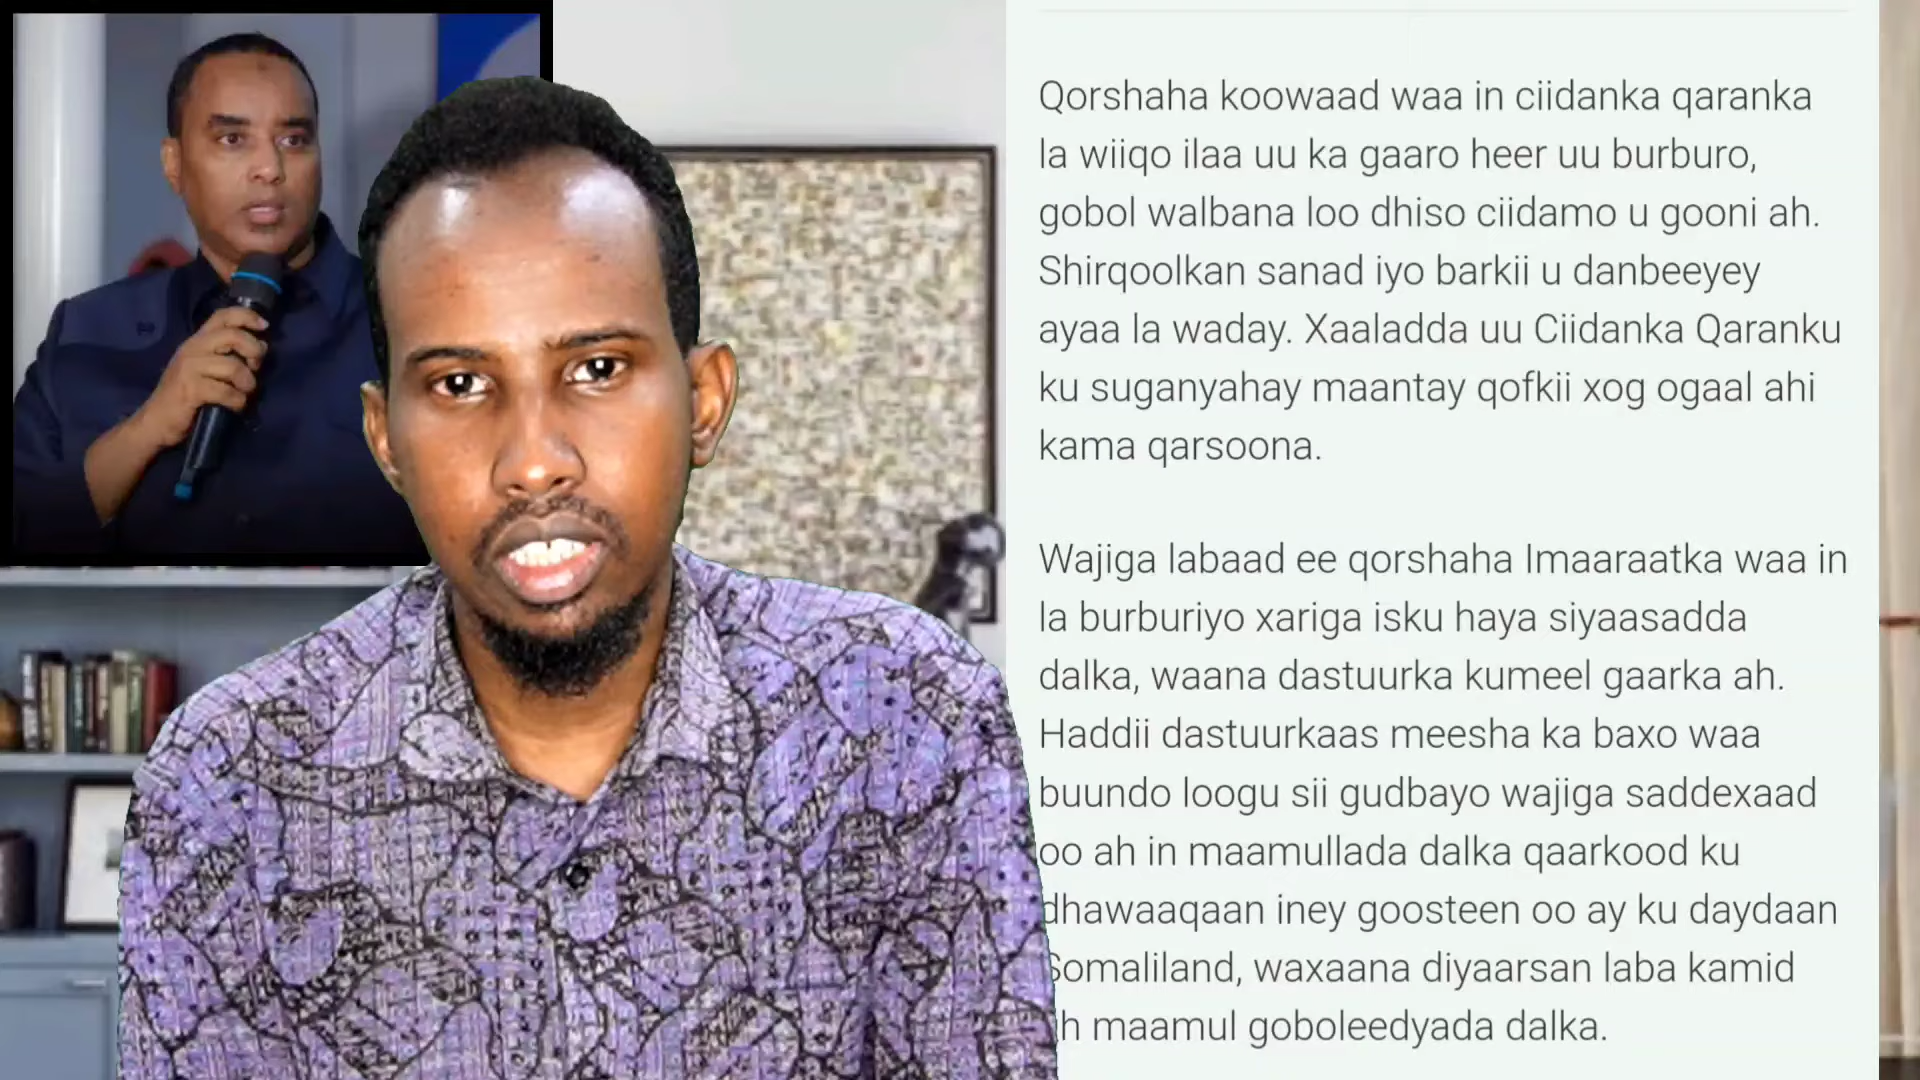 Qorshaha koowaad waa in ciidanka qaranka
la wiiqo ilaa uu ka gaaro heer uu burburo,
gobol walbana loo dhiso ciidamo u gooni ah.
Shirqoolkan sanad iyo barkii u danbeeyey
ayaa la waday. Xaaladda uu Ciidanka Qaranku
ku suganyahay maantay qofkii xog ogaal ahi
kama qarsoona.
Wajiga labaad ee qorshaha Imaaraatka waa in
la burburiyo xariga isku haya siyaasadda
dalka, waana dastuurka kumeel gaarka ah.
Haddii dastuurkaas meesha ka baxo waa
buundo loogu sii gudbayo wajiga saddexaad
oo ah in maamullada dalka qaarkood ku
dhawaaqaan iney goosteen oo ay ku daydaan
Somaliland, waxaana diyaarsan laba kamid
h maamul goboleedyada dalka.